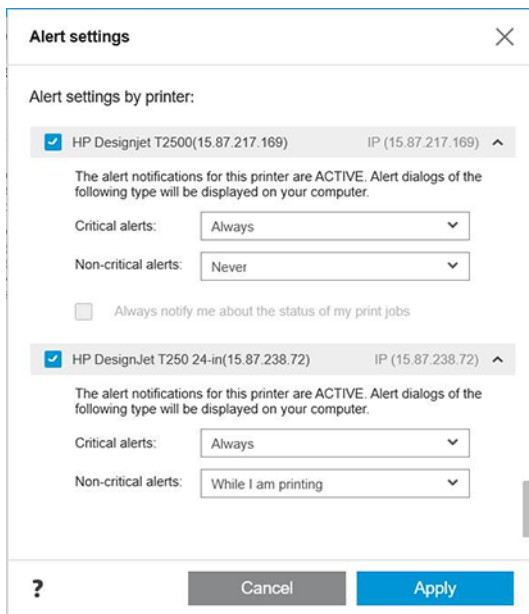 Alert settings
Alert settings by printer:
HP Designjet T2500(15.87.217.169) IP (15.87.217.169)
The alert notifications for this printer are ACTIVE. Alert dialogs of the
following type will be displayed on your computer.
Critical alerts: Always
Non-critical alerts: Never
Always notify me about the status of my print jobs
HP DesignJet T250 24-in(15.87.238.72) IP (15.87.238.72)
The alert notifications for this printer are ACTIVE. Alert dialogs of the
following type will be displayed on your computer.
Critical alerts: Always
Non-critical alerts: While I am printing
? Cancel Apply